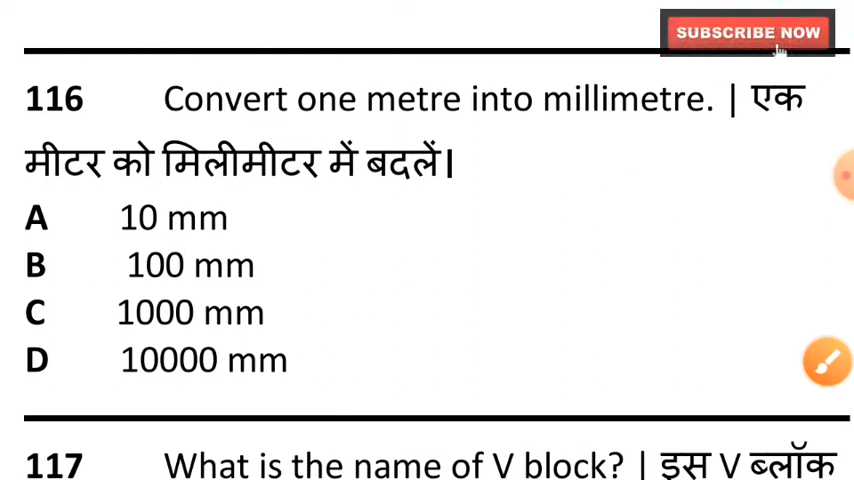 SUBSCRIBE NOW
116 Convert one metre into millimetre. | एक
मीटर को मिलीमीटर में बदलें।
A 10 mm
B 100 mm
C 1000 mm
D 10000 mm
117 What is the name of V block? | इस V ब्लॉक